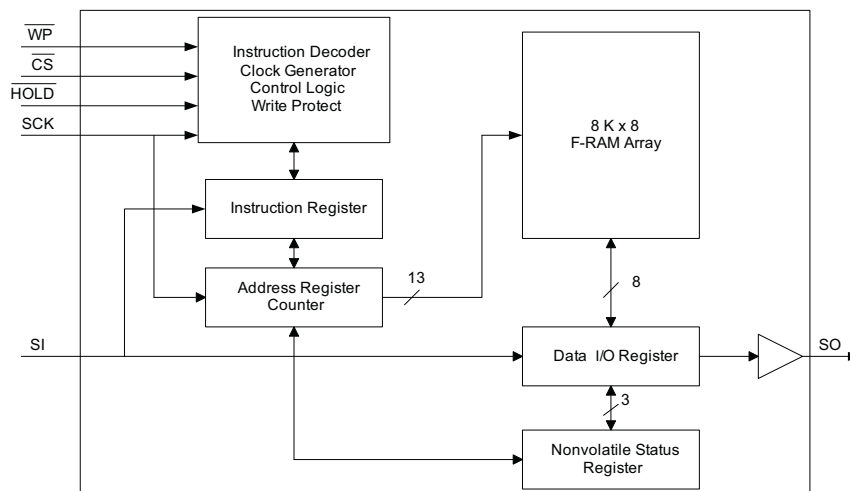 WP
CS
HOLD
SCK
Instruction Decoder
Clock Generator
Control Logic
Write Protect
8 K x 8
F-RAM Array
Instruction Register
Address Register
Counter
13
8
SI
Data I/O Register
SO
3
Nonvolatile Status
Register